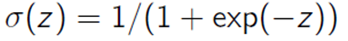 σ(z) = 1/(1 + exp(−z))